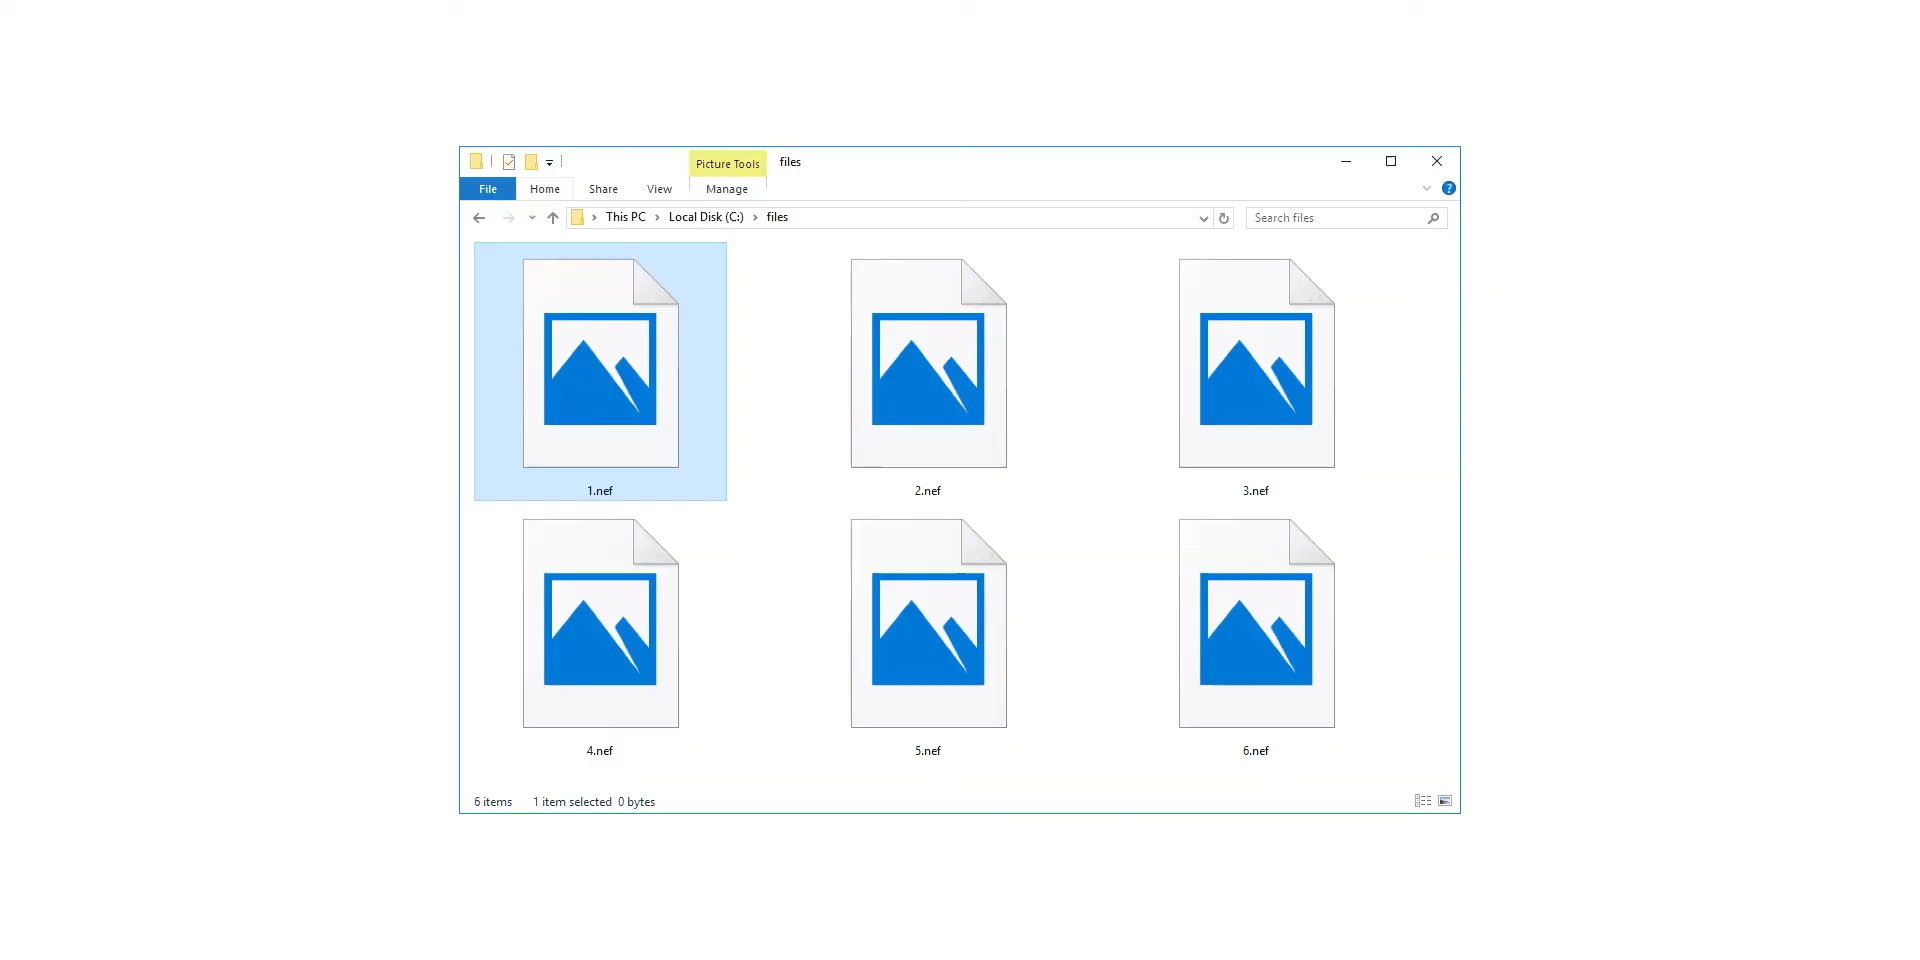 Picture Tools files
File Home Share View Manage
?
This PC Local Disk (C:) files Search files
1.nef 2.nef 3.nef
4.nef 5.nef 6.nef
6 items 1 item selected 0 bytes